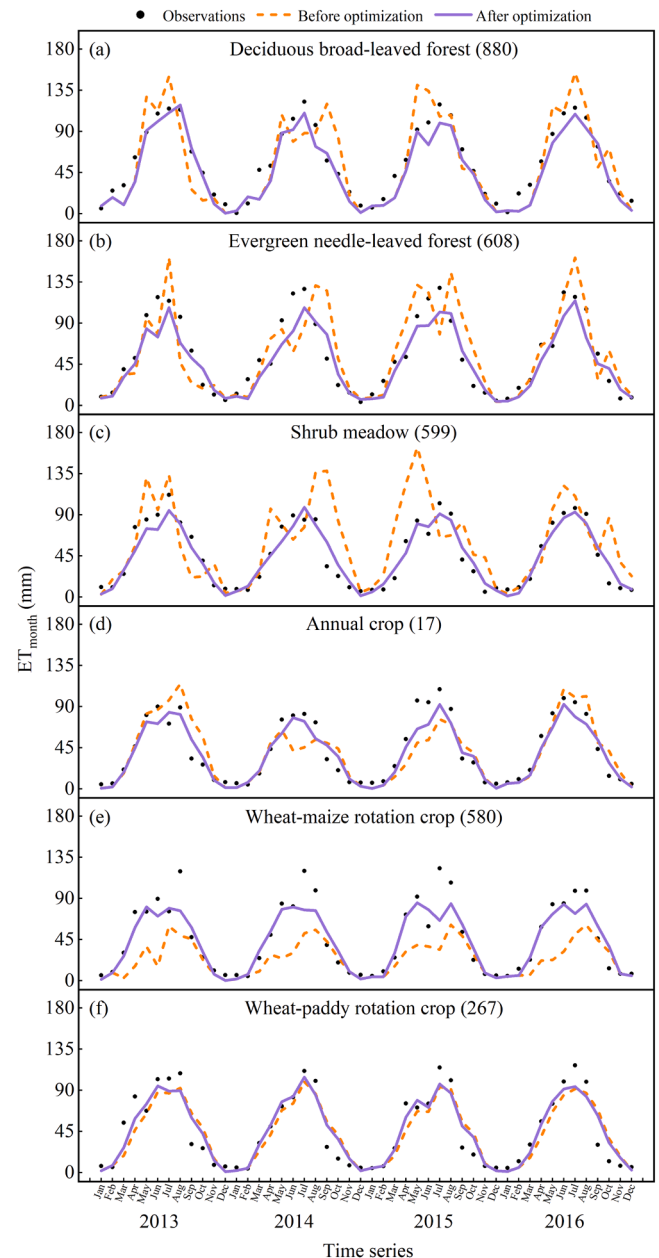 Observations Before optimization After optimization
180
(a) Deciduous broad-leaved forest (880)
135
90
45
0
180
(b) Evergreen needle-leaved forest (608)
135
90
45
0
180
(c) Shrub meadow (599)
135
90
45
0
ET_month (mm)
180
(d) Annual crop (17)
135
90
45
0
180
(e) Wheat-maize rotation crop (580)
135
90
45
0
180
(f) Wheat-paddy rotation crop (267)
135
90
45
0
Jan Feb Mar Apr May Jun Jul Aug Sep Oct Nov Dec Jan Feb Mar Apr May Jun Jul Aug Sep Oct Nov Dec Jan Feb Mar Apr May Jun Jul Aug Sep Oct Nov Dec Jan Feb Mar Apr May Jun Jul Aug Sep Oct Nov Dec
2013 2014 2015 2016
Time series